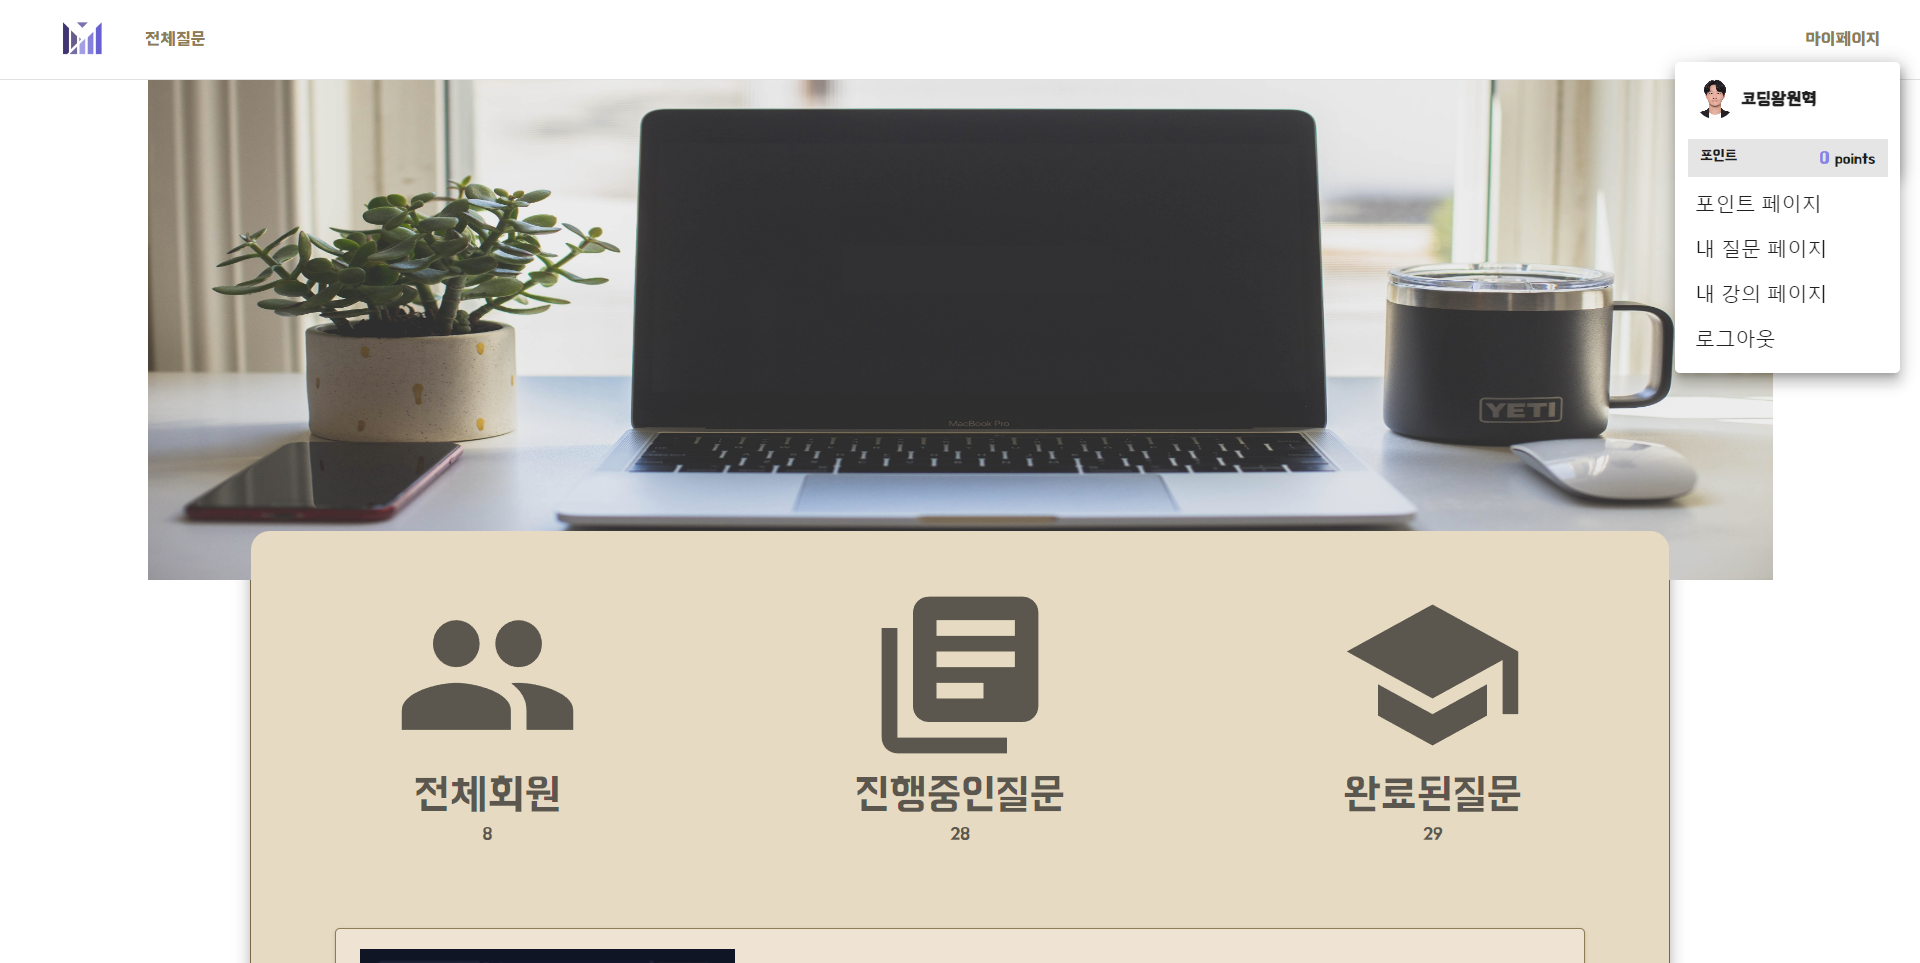 전체질문
마이페이지
코딩왕원혁
포인트
0 points
포인트 페이지
내 질문 페이지
내 강의 페이지
로그아웃
MacBook Pro
YETI
전체회원
8
진행중인질문
28
완료된질문
29